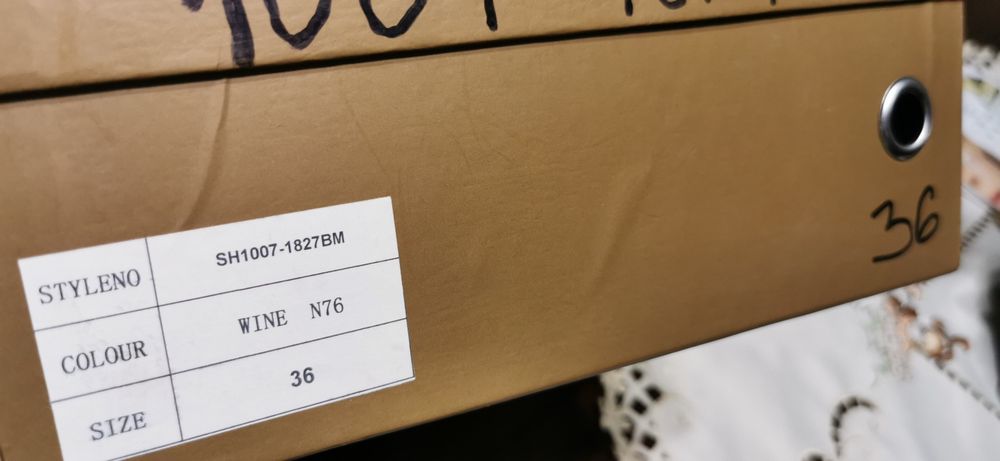 STYLENO SH1007-1827BM
COLOUR WINE N76
SIZE 36
36